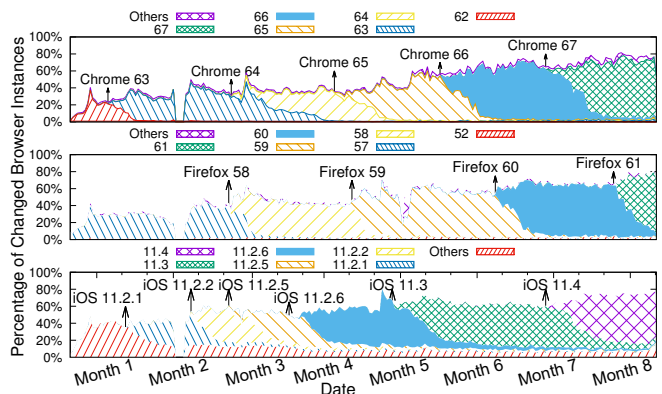 Others 66 64 62
67 65 63
100%
80%
60%
40%
20%
0%
Chrome 63
Chrome 64
Chrome 65
Chrome 66
Chrome 67
Others 60 58 52
61 59 57
100%
80%
60%
40%
20%
0%
Firefox 58
Firefox 59
Firefox 60
Firefox 61
11.4 11.2.6 11.2.2 Others
11.3 11.2.5 11.2.1
100%
80%
60%
40%
20%
0%
iOS 11.2.1
iOS 11.2.2
iOS 11.2.5
iOS 11.2.6
iOS 11.3
iOS 11.4
Month 1
Month 2
Month 3
Month 4
Month 5
Month 6
Month 7
Month 8
Date
Percentage of Changed Browser Instances